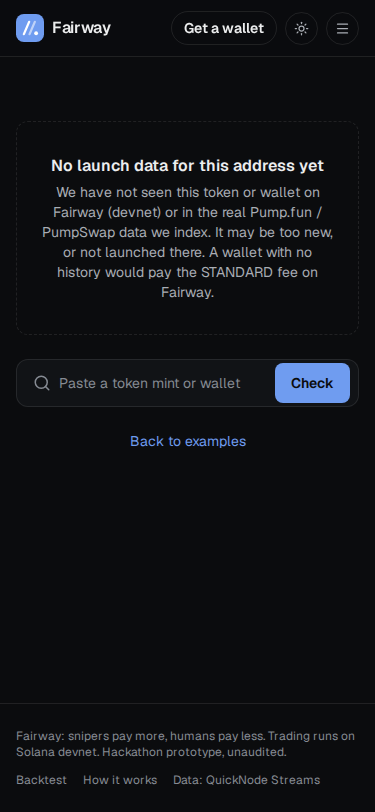 Fairway
Get a wallet
No launch data for this address yet
We have not seen this token or wallet on
Fairway (devnet) or in the real Pump.fun /
PumpSwap data we index. It may be too new,
or not launched there. A wallet with no
history would pay the STANDARD fee on
Fairway.
Paste a token mint or wallet
Check
Back to examples
Fairway: snipers pay more, humans pay less. Trading runs on
Solana devnet. Hackathon prototype, unaudited.
Backtest How it works Data: QuickNode Streams